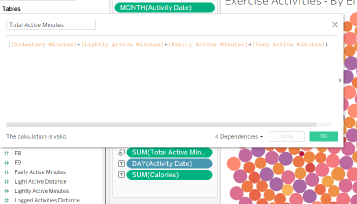 Tables
MONTH(Activity Date)
Exercise Activities - By El
Total Active Minutes
([Sedentary Minutes]+[Lightly Active Minutes]+[Fairly Active Minutes]+[Very Active Minutes])
The calculation is valid.
4 Dependencies
Apply
OK
F8
F9
Fairly Active Minutes
Light Active Distance
Lightly Active Minutes
Logged Activities Distance
SUM(Total Active Min...
DAY(Activity Date)
SUM(Calories)